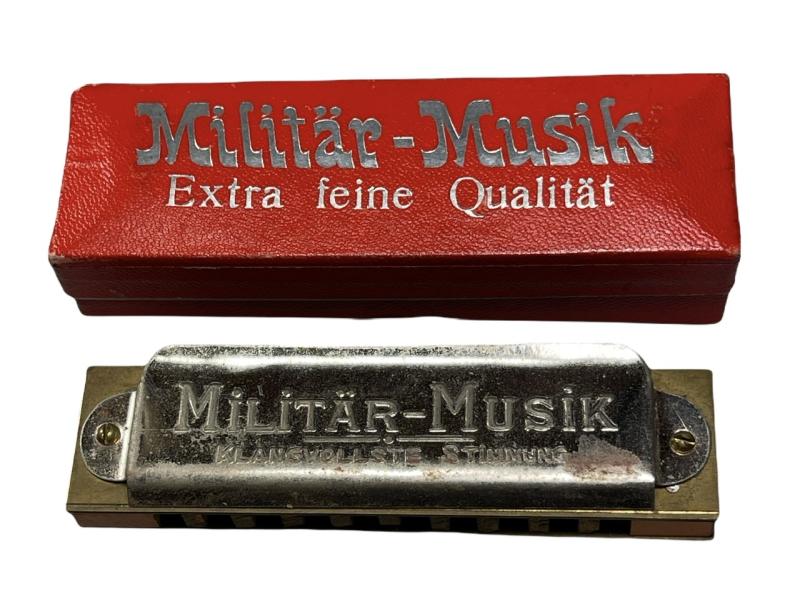 Militär-Musik
Extra feine Qualität
MiLiTÄR-MUSiK
KLANGVOLLSTE STIMMUNG